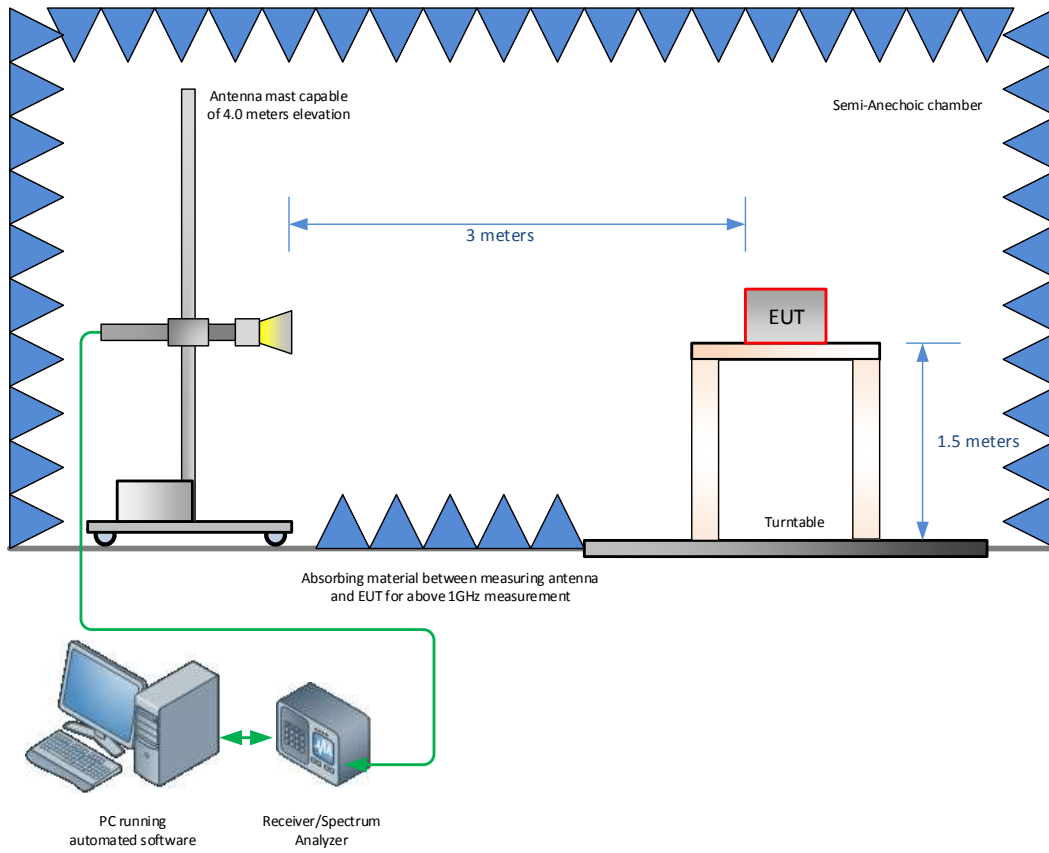 Antenna mast capable
of 4.0 meters elevation
Semi-Anechoic chamber
3 meters
EUT
1.5 meters
Turntable
Absorbing material between measuring antenna
and EUT for above 1GHz measurement
PC running
automated software
Receiver/Spectrum
Analyzer